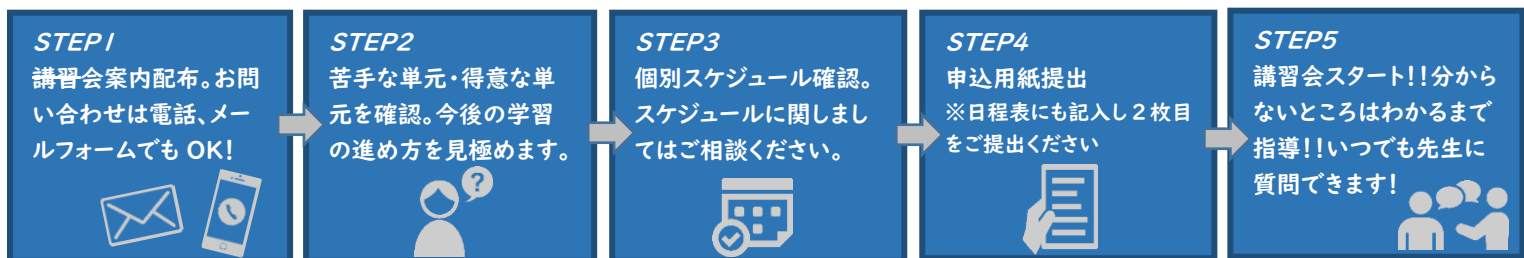 STEP1
講習会案内配布。お問
い合わせは電話、メー
ルフォームでも OK!
STEP2
苦手な単元・得意な単
元を確認。今後の学習
の進め方を見極めます。
?
STEP3
個別スケジュール確認。
スケジュールに関しまし
てはご相談ください。
STEP4
申込用紙提出
※日程表にも記入し2枚目
をご提出ください
STEP5
講習会スタート!!分から
ないところはわかるまで
指導!!いつでも先生に
質問できます!